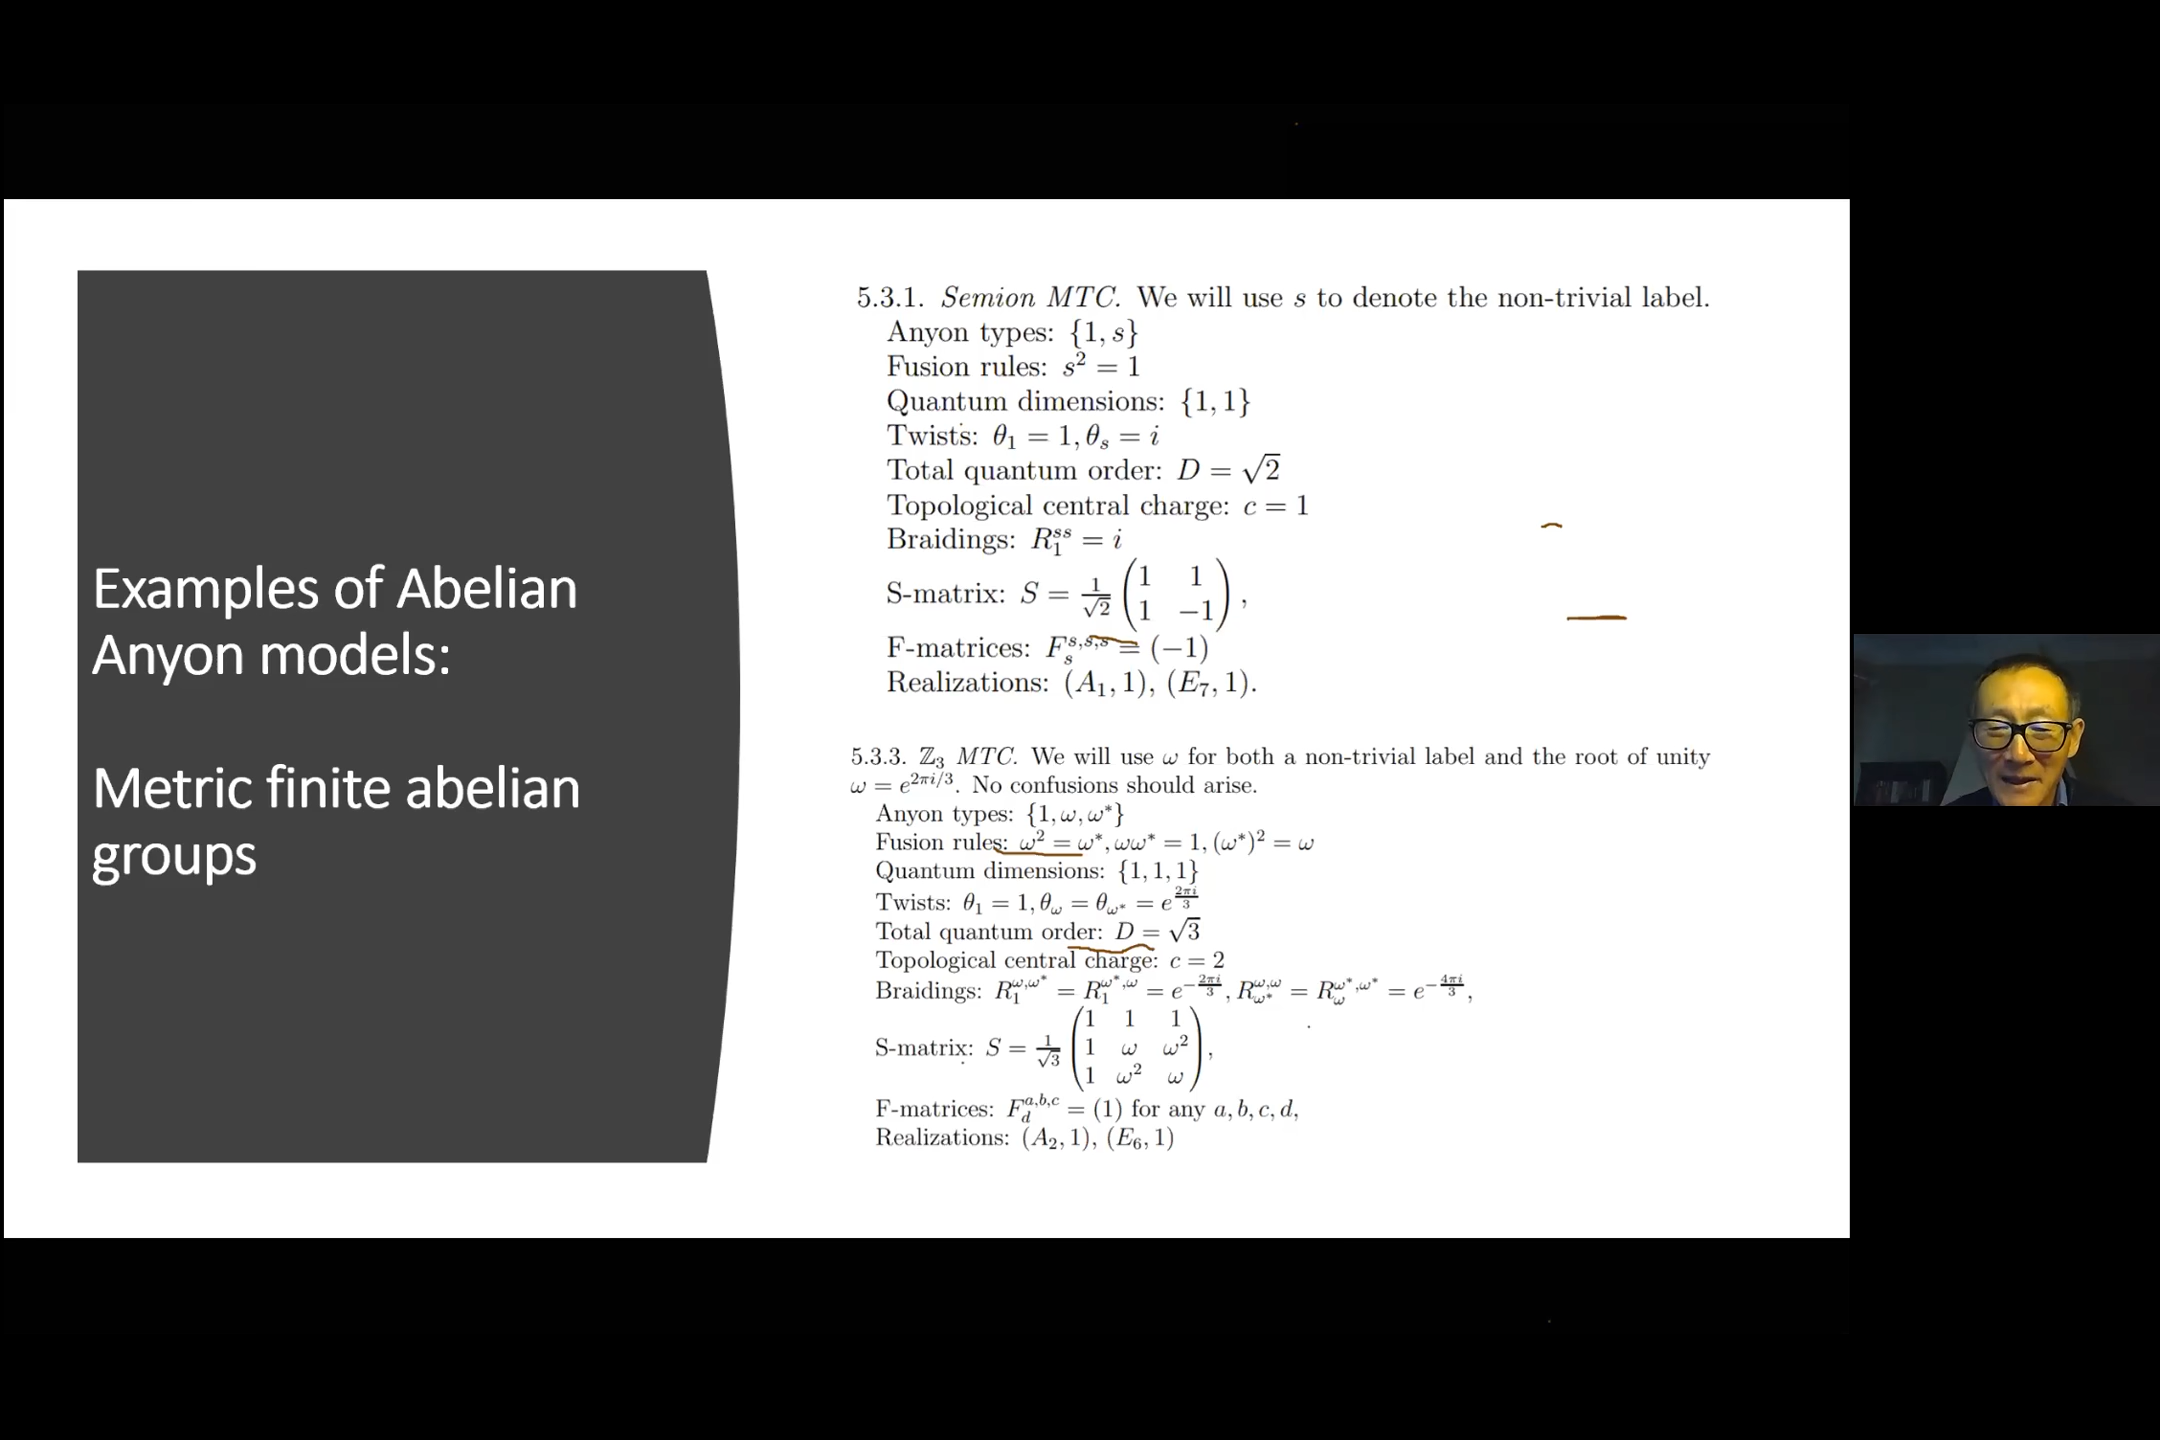 Examples of Abelian
Anyon models:
Metric finite abelian
groups
5.3.1. Semion MTC. We will use s to denote the non-trivial label.
Anyon types: {1, s}
Fusion rules: s² = 1
Quantum dimensions: {1, 1}
Twists: θ₁ = 1, θₛ = i
Total quantum order: D = √2
Topological central charge: c = 1
Braidings: R₁^{ss} = i
S-matrix: S = 1/√2 (1 1; 1 −1),
F-matrices: F_s^{s,s,s} = (−1)
Realizations: (A₁, 1), (E₇, 1).
5.3.3. ℤ₃ MTC. We will use ω for both a non-trivial label and the root of unity
ω = e^{2πi/3}. No confusions should arise.
Anyon types: {1, ω, ω*}
Fusion rules: ω² = ω*, ωω* = 1, (ω*)² = ω
Quantum dimensions: {1, 1, 1}
Twists: θ₁ = 1, θ_ω = θ_{ω*} = e^{2πi/3}
Total quantum order: D = √3
Topological central charge: c = 2
Braidings: R₁^{ω,ω*} = R₁^{ω*,ω} = e^{−2πi/3}, R_{ω*}^{ω,ω} = R_ω^{ω*,ω*} = e^{−4πi/3},
S-matrix: S = 1/√3 (1 1 1; 1 ω ω²; 1 ω² ω),
F-matrices: F_d^{a,b,c} = (1) for any a, b, c, d,
Realizations: (A₂, 1), (E₆, 1)